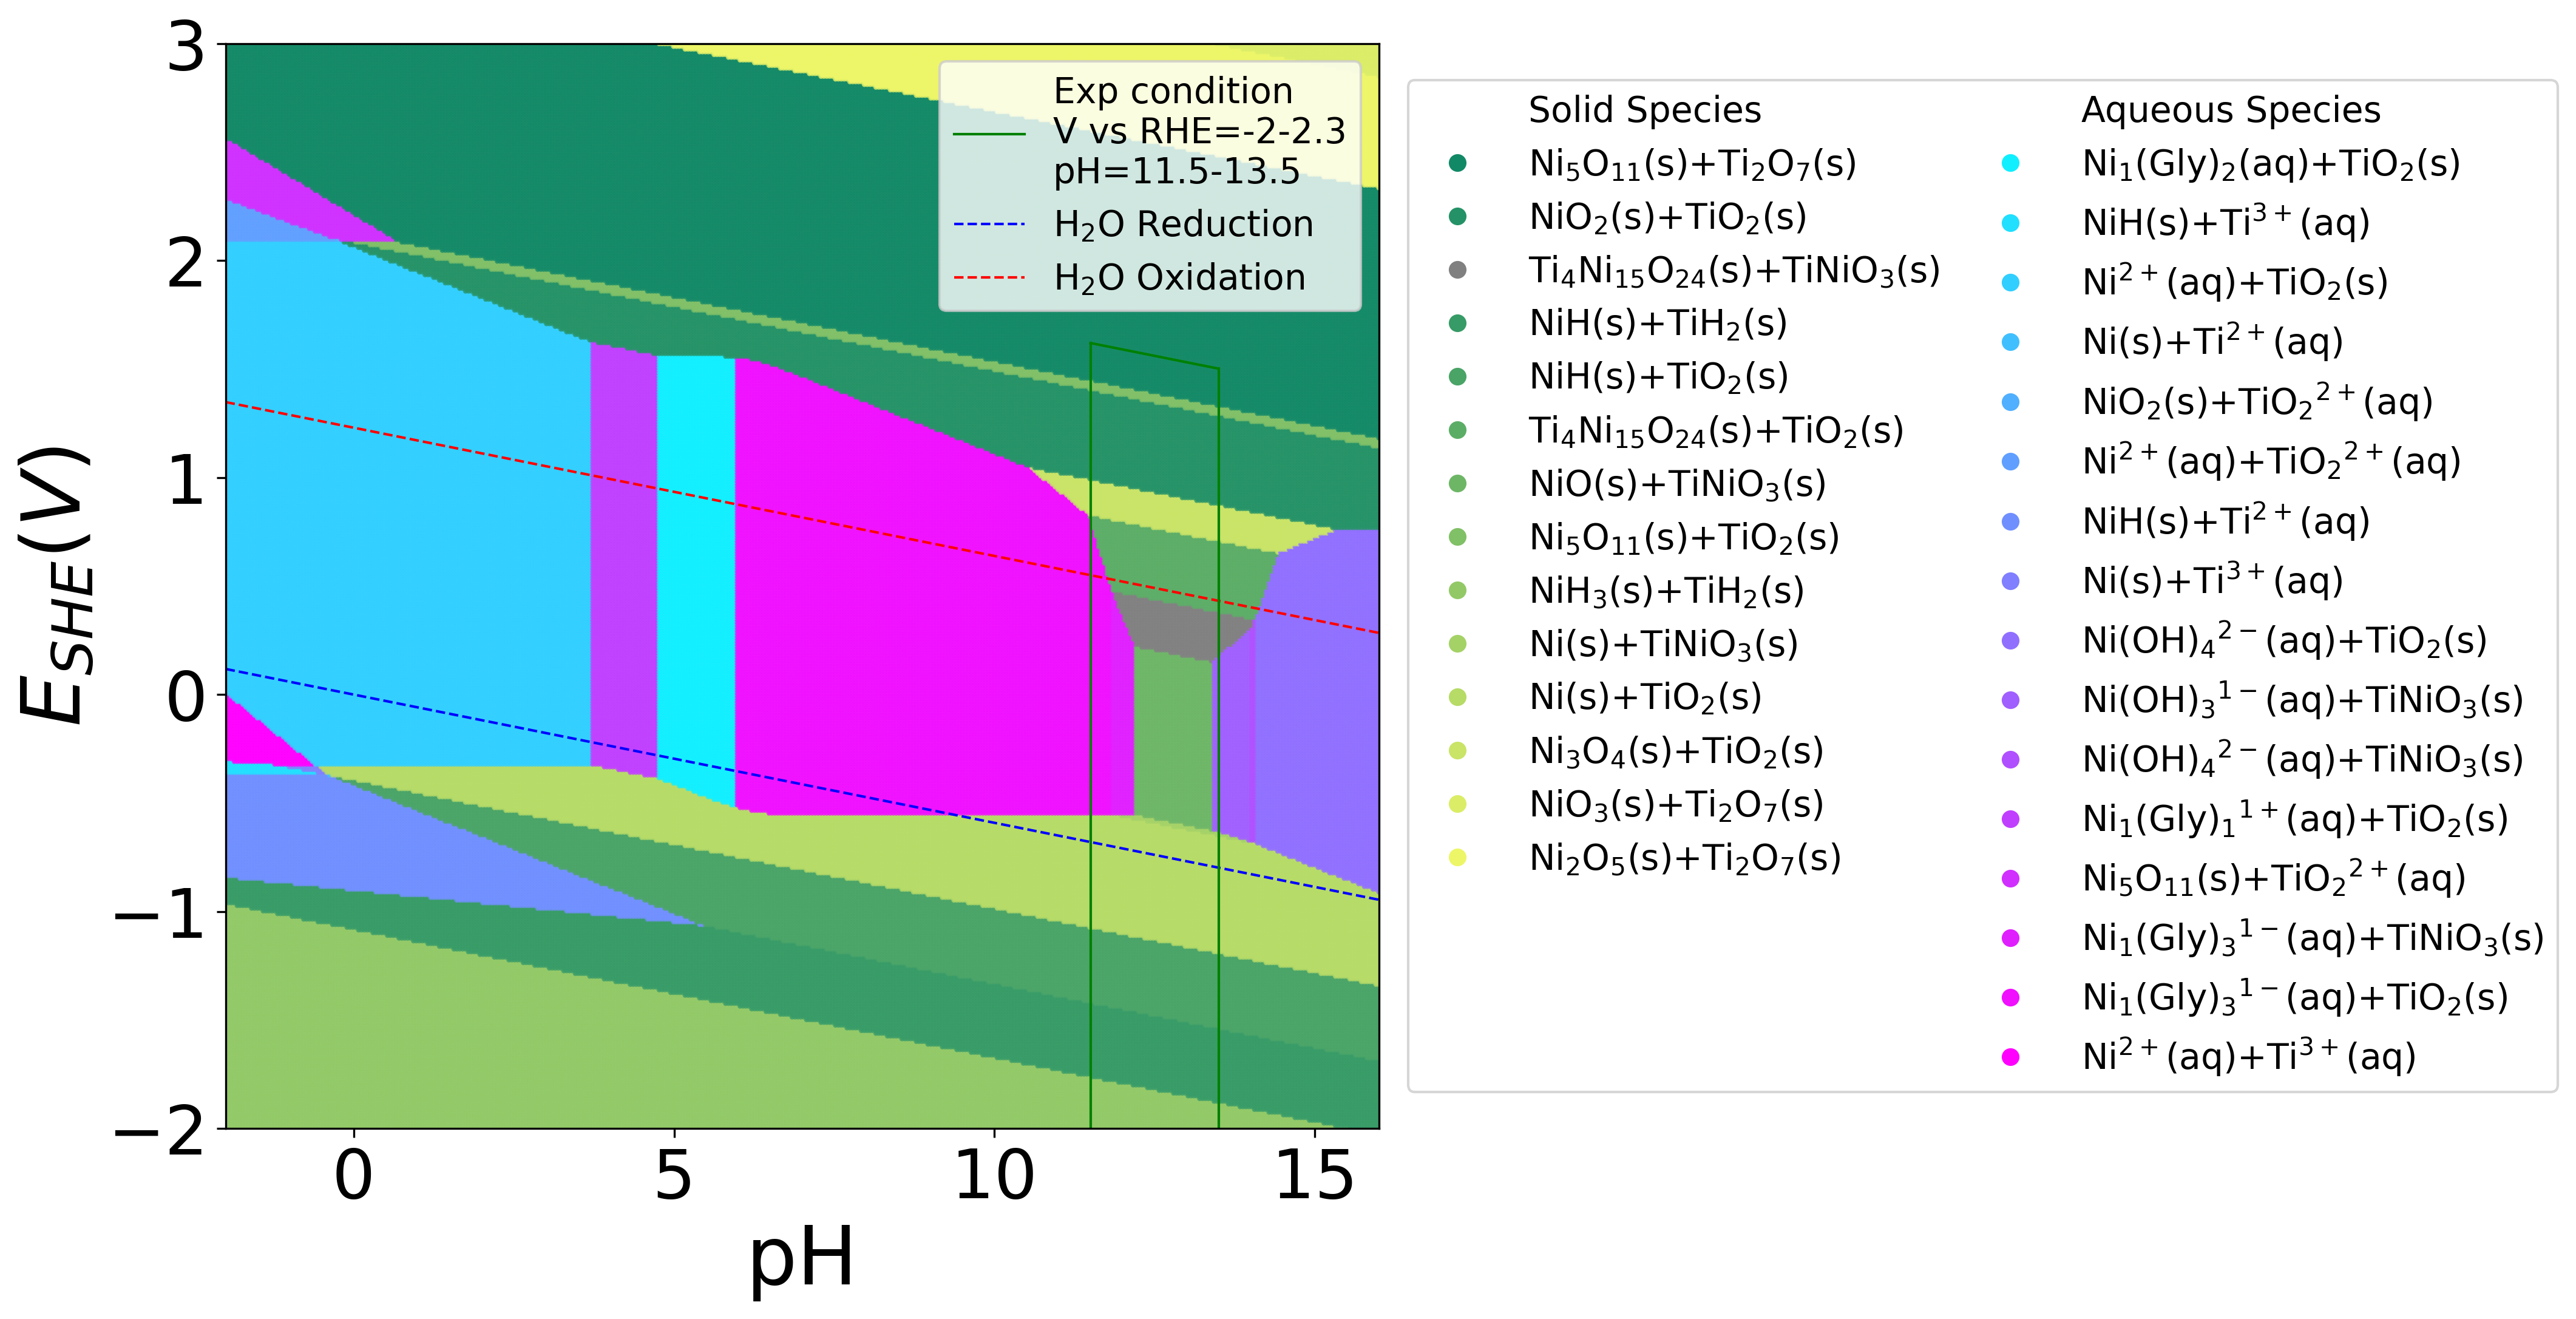 3
2
1
0
−1
−2
E_SHE(V)
0 5 10 15
pH
Exp condition
V vs RHE=-2-2.3
pH=11.5-13.5
H₂O Reduction
H₂O Oxidation
Solid Species
Ni₅O₁₁(s)+Ti₂O₇(s)
NiO₂(s)+TiO₂(s)
Ti₄Ni₁₅O₂₄(s)+TiNiO₃(s)
NiH(s)+TiH₂(s)
NiH(s)+TiO₂(s)
Ti₄Ni₁₅O₂₄(s)+TiO₂(s)
NiO(s)+TiNiO₃(s)
Ni₅O₁₁(s)+TiO₂(s)
NiH₃(s)+TiH₂(s)
Ni(s)+TiNiO₃(s)
Ni(s)+TiO₂(s)
Ni₃O₄(s)+TiO₂(s)
NiO₃(s)+Ti₂O₇(s)
Ni₂O₅(s)+Ti₂O₇(s)
Aqueous Species
Ni₁(Gly)₂(aq)+TiO₂(s)
NiH(s)+Ti³⁺(aq)
Ni²⁺(aq)+TiO₂(s)
Ni(s)+Ti²⁺(aq)
NiO₂(s)+TiO₂²⁺(aq)
Ni²⁺(aq)+TiO₂²⁺(aq)
NiH(s)+Ti²⁺(aq)
Ni(s)+Ti³⁺(aq)
Ni(OH)₄²⁻(aq)+TiO₂(s)
Ni(OH)₃¹⁻(aq)+TiNiO₃(s)
Ni(OH)₄²⁻(aq)+TiNiO₃(s)
Ni₁(Gly)₁¹⁺(aq)+TiO₂(s)
Ni₅O₁₁(s)+TiO₂²⁺(aq)
Ni₁(Gly)₃¹⁻(aq)+TiNiO₃(s)
Ni₁(Gly)₃¹⁻(aq)+TiO₂(s)
Ni²⁺(aq)+Ti³⁺(aq)